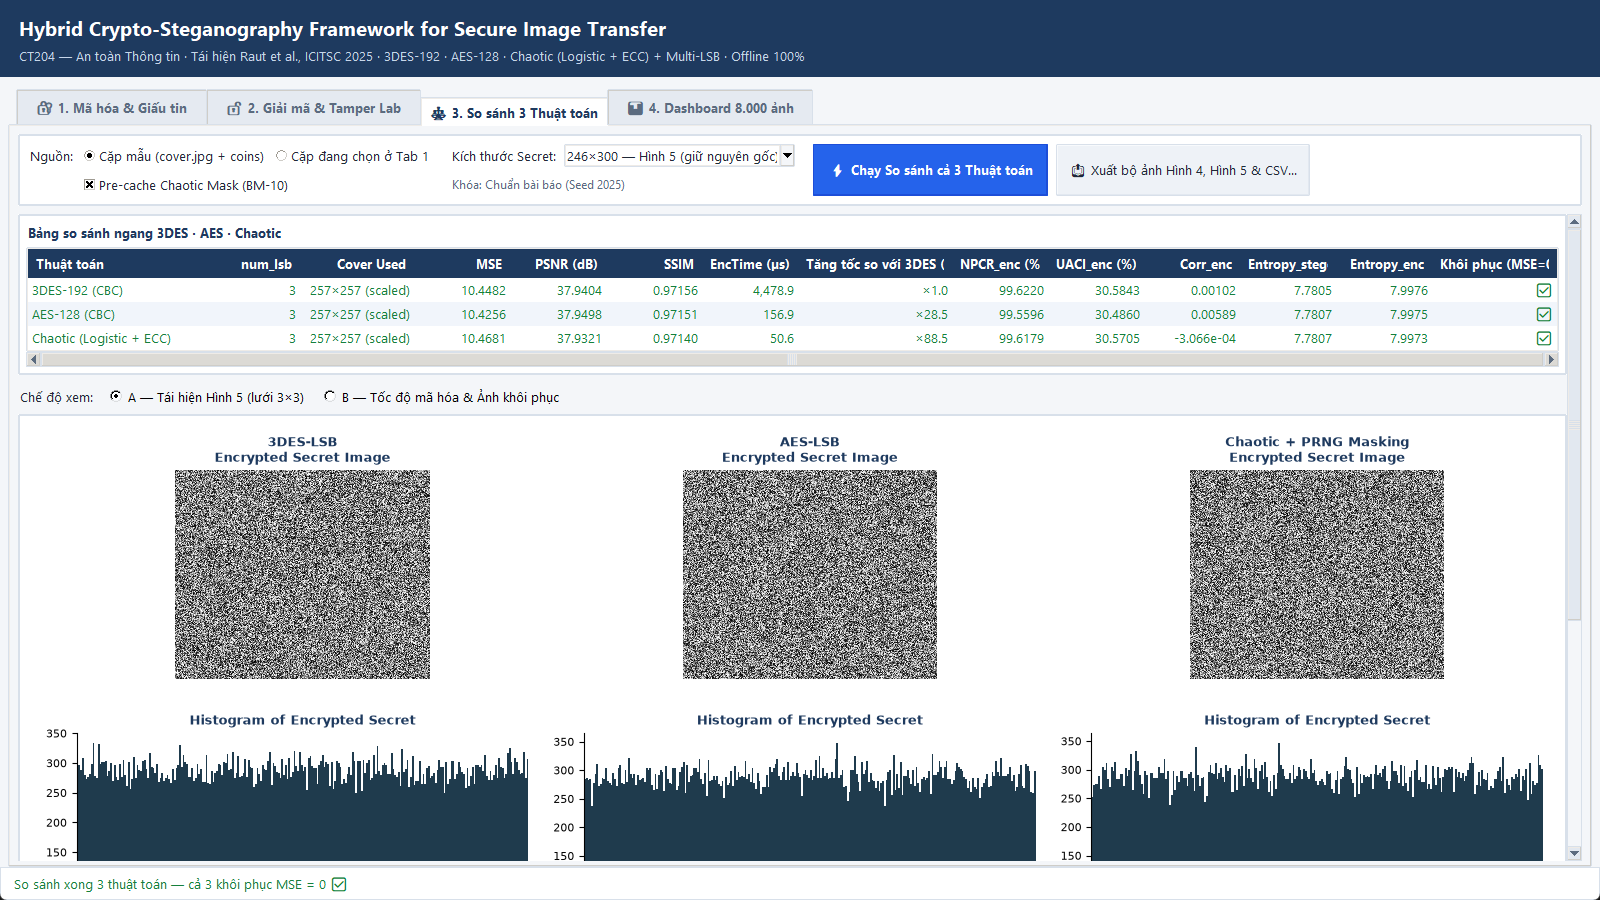 Hybrid Crypto-Steganography Framework for Secure Image Transfer
CT204 — An toàn Thông tin · Tái hiện Raut et al., ICITSC 2025 · 3DES-192 · AES-128 · Chaotic (Logistic + ECC) + Multi-LSB · Offline 100%
1. Mã hóa & Giấu tin
2. Giải mã & Tamper Lab
3. So sánh 3 Thuật toán
4. Dashboard 8.000 ảnh
Nguồn: Cặp mẫu (cover.jpg + coins) Cặp đang chọn ở Tab 1 Kích thước Secret: 246×300 — Hình 5 (giữ nguyên gốc)
Pre-cache Chaotic Mask (BM-10) Khóa: Chuẩn bài báo (Seed 2025)
Chạy So sánh cả 3 Thuật toán
Xuất bộ ảnh Hình 4, Hình 5 & CSV...
Bảng so sánh ngang 3DES · AES · Chaotic
Thuật toán num_lsb Cover Used MSE PSNR (dB) SSIM EncTime (µs) Tăng tốc so với 3DES ( NPCR_enc (% UACI_enc (%) Corr_enc Entropy_steg Entropy_enc Khôi phục (MSE=0
3DES-192 (CBC) 3 257×257 (scaled) 10.4482 37.9404 0.97156 4,478.9 ×1.0 99.6220 30.5843 0.00102 7.7805 7.9976
AES-128 (CBC) 3 257×257 (scaled) 10.4256 37.9498 0.97151 156.9 ×28.5 99.5596 30.4860 0.00589 7.7807 7.9975
Chaotic (Logistic + ECC) 3 257×257 (scaled) 10.4681 37.9321 0.97140 50.6 ×88.5 99.6179 30.5705 -3.066e-04 7.7807 7.9973
Chế độ xem: A — Tái hiện Hình 5 (lưới 3×3) B — Tốc độ mã hóa & Ảnh khôi phục
3DES-LSB
Encrypted Secret Image
AES-LSB
Encrypted Secret Image
Chaotic + PRNG Masking
Encrypted Secret Image
Histogram of Encrypted Secret
350
300
250
200
150
Histogram of Encrypted Secret
350
300
250
200
150
Histogram of Encrypted Secret
350
300
250
200
150
So sánh xong 3 thuật toán — cả 3 khôi phục MSE = 0